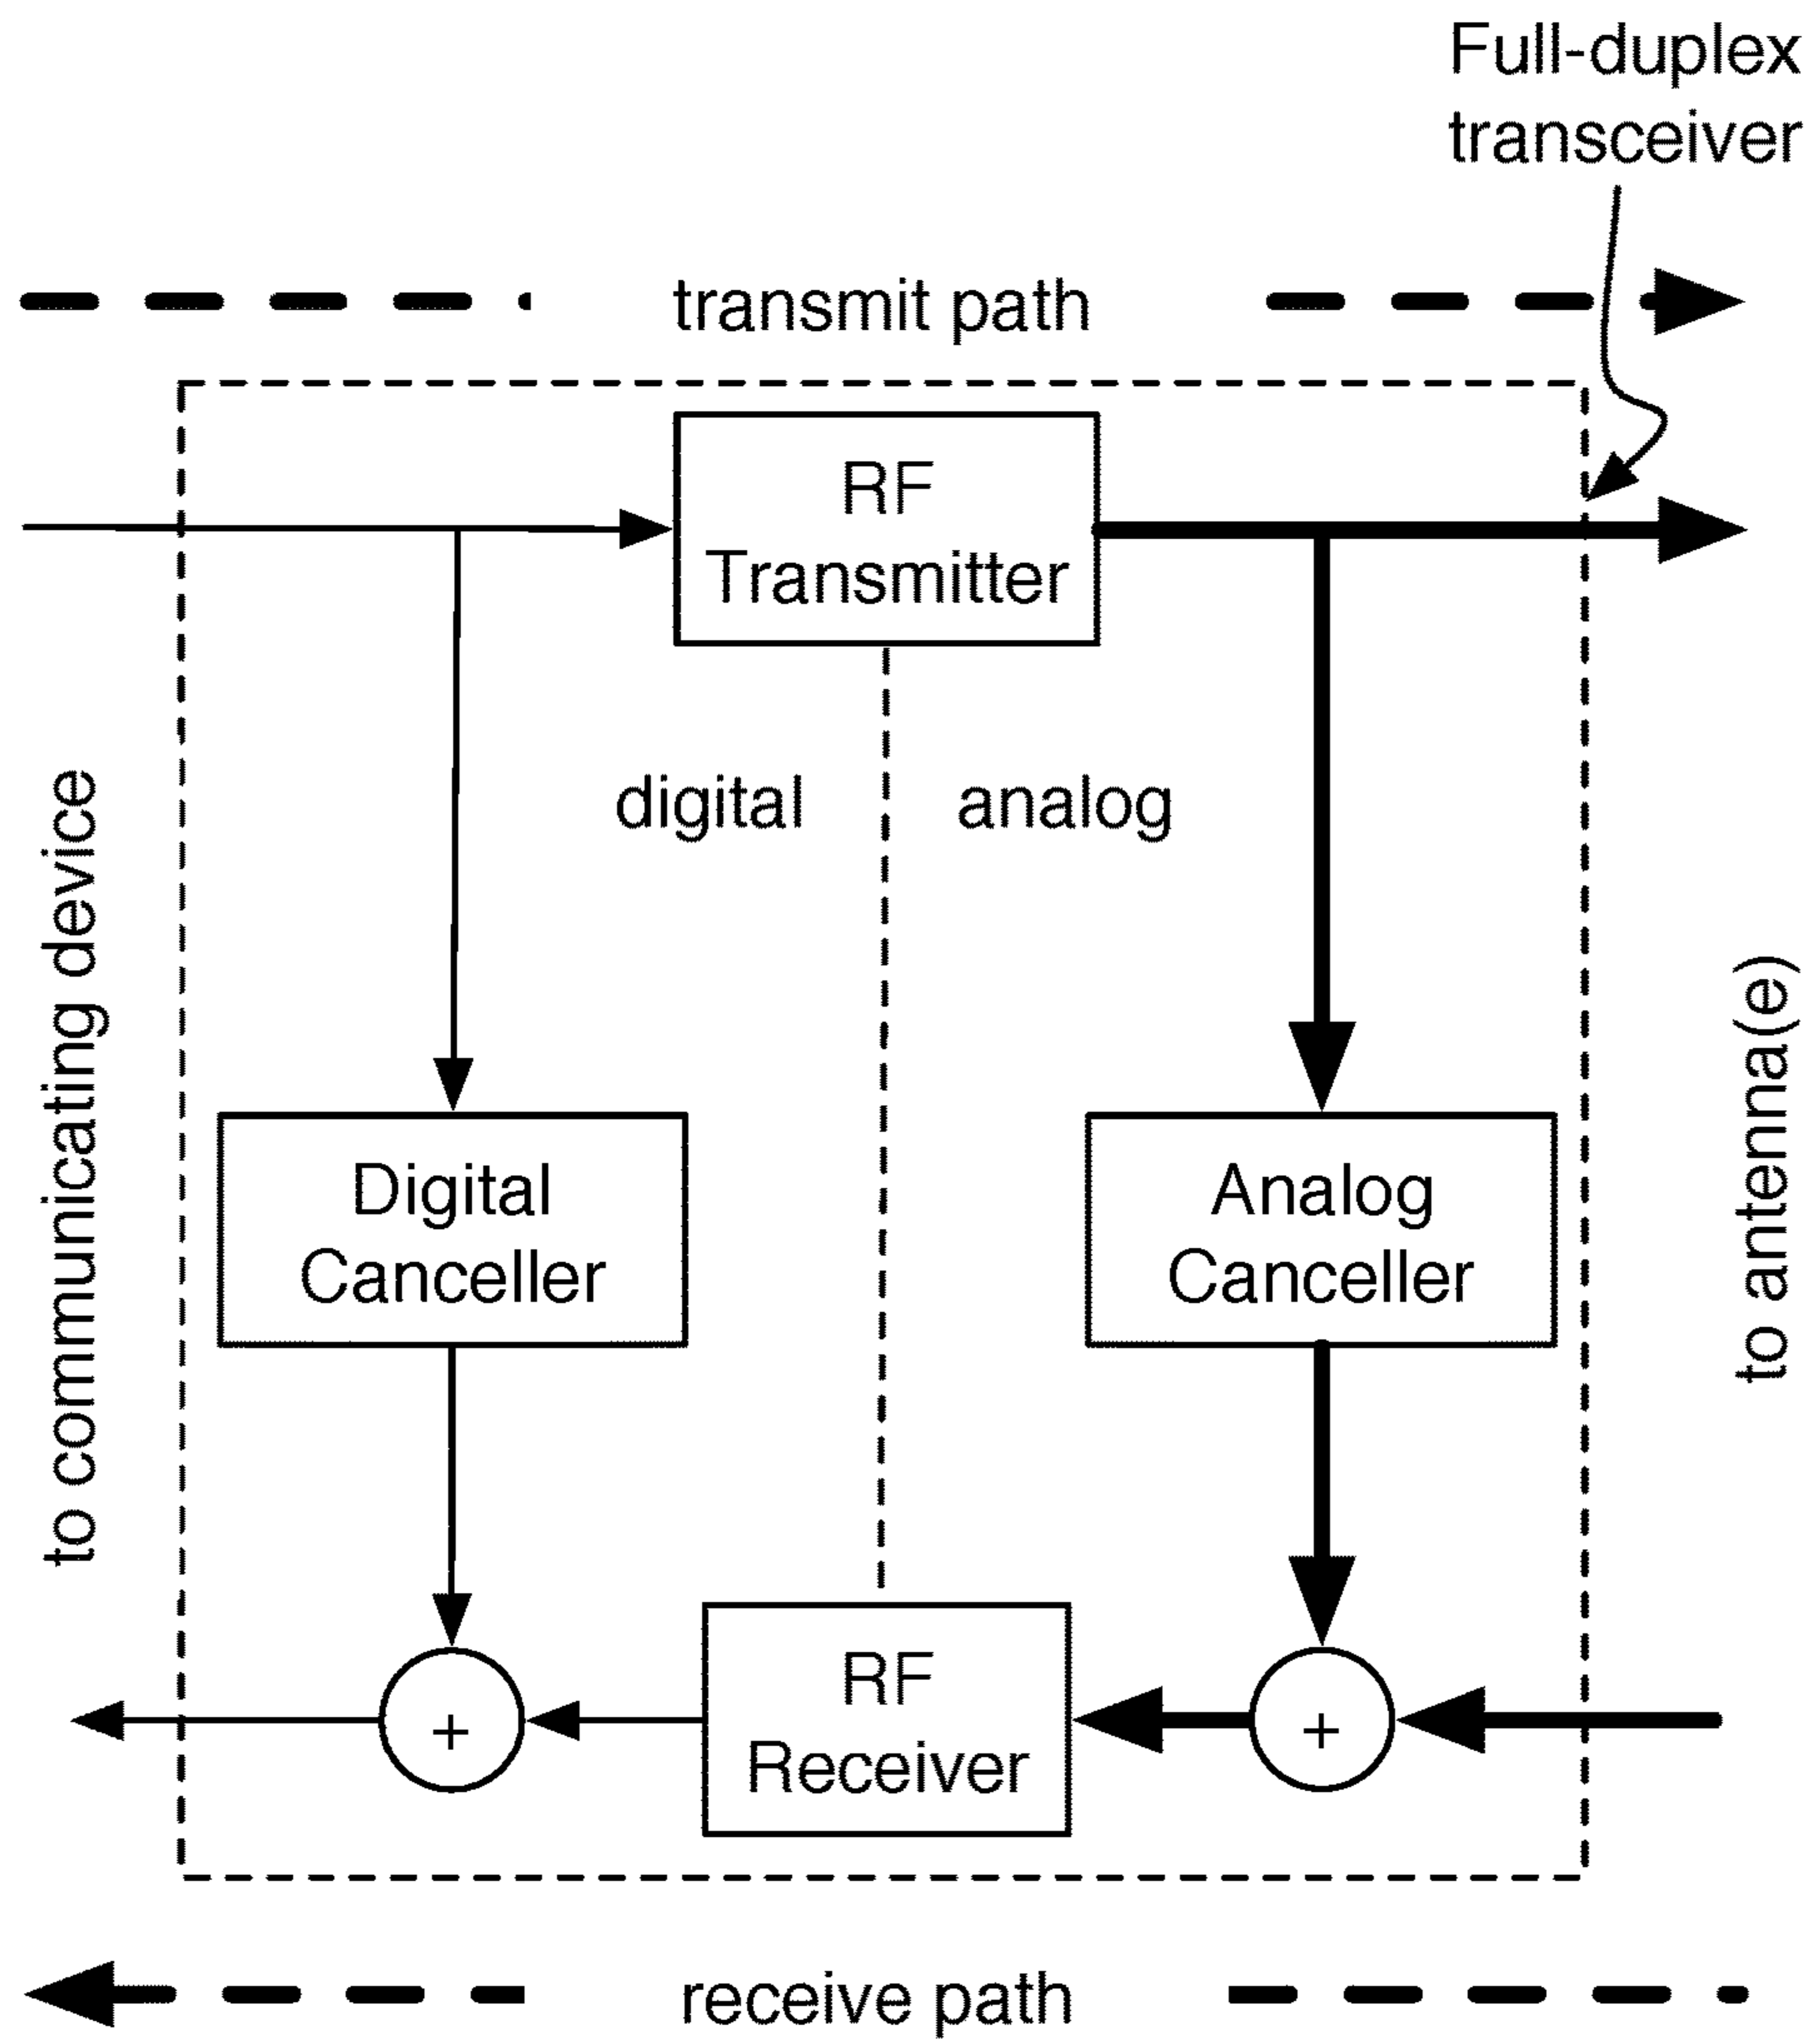 Full-duplex
transceiver
transmit path
RF
Transmitter
digital
analog
to communicating device
to antenna(e)
Digital
Canceller
Analog
Canceller
+
RF
Receiver
+
receive path